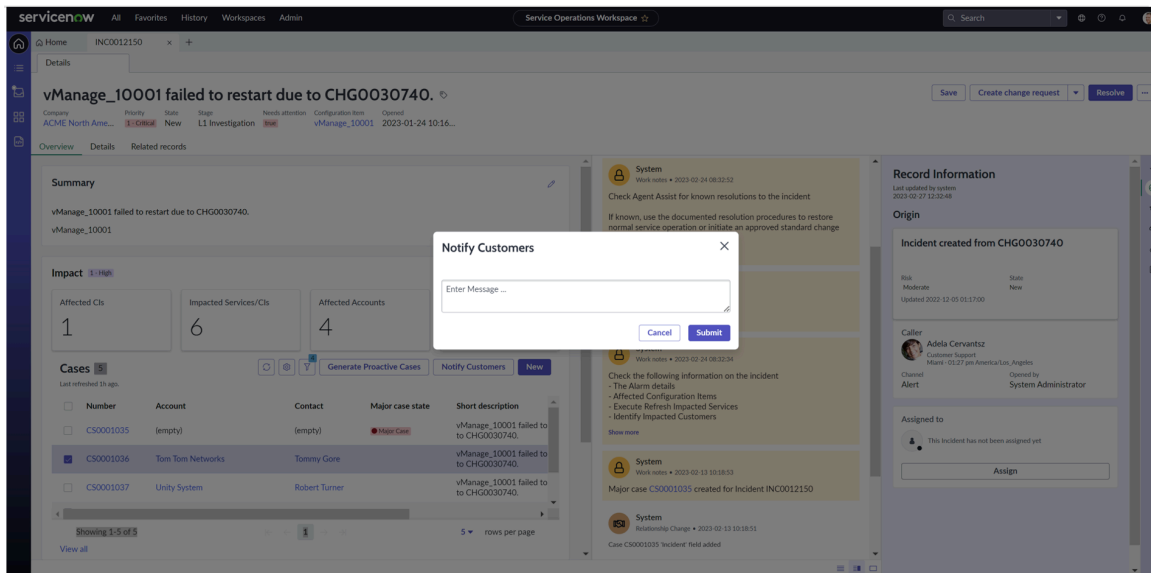 servicenow All Favorites History Workspaces Admin
Service Operations Workspace
Search
Home INC0012150
Details
vManage_10001 failed to restart due to CHG0030740.
Save Create change request Resolve
Company Priority State Stage Needs attention Configuration item Opened
ACME North Ame... 1 - Critical New L1 Investigation true vManage_10001 2023-01-24 10:16...
Overview Details Related records
Summary
vManage_10001 failed to restart due to CHG0030740.
vManage_10001
Impact 1 - High
Affected CIs
1
Impacted Services/CIs
6
Affected Accounts
4
Cases 5
Last refreshed 1h ago.
4
Generate Proactive Cases Notify Customers New
Number Account Contact Major case state Short description
CS0001035 (empty) (empty) Major Case vManage_10001 failed to
to CHG0030740.
CS0001036 Tom Tom Networks Tommy Gore vManage_10001 failed to
to CHG0030740.
CS0001037 Unity System Robert Turner vManage_10001 failed to
to CHG0030740.
Showing 1-5 of 5 1 5 rows per page
View all
Notify Customers
Enter Message ...
Cancel Submit
System
Work notes • 2023-02-24 08:32:52
Check Agent Assist for known resolutions to the incident
If known, use the documented resolution procedures to restore
normal service operation or initiate an approved standard change
System
Work notes • 2023-02-24 08:32:34
Check the following information on the incident
- The Alarm details
- Affected Configuration Items
- Execute Refresh Impacted Services
- Identify Impacted Customers
Show more
System
Work notes • 2023-02-13 10:18:53
Major case CS0001035 created for Incident INC0012150
System
Relationship Change • 2023-02-13 10:18:51
Case CS0001035 'Incident' field added
Record Information
Last updated by system
2023-02-27 12:32:48
Origin
Incident created from CHG0030740
Risk State
Moderate New
Updated 2022-12-05 01:17:00
Caller
Adela Cervantsz
Customer Support
Miami · 01:27 pm America/Los_Angeles
Channel Opened by
Alert System Administrator
Assigned to
This Incident has not been assigned yet
Assign